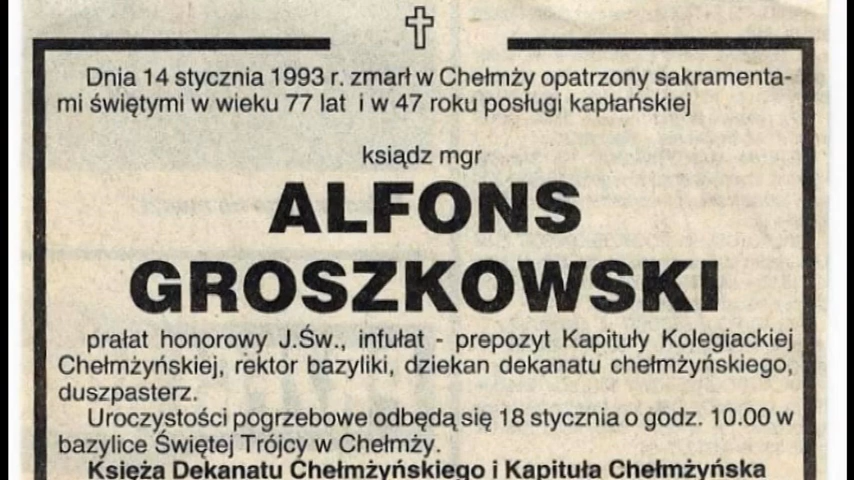 Dnia 14 stycznia 1993 r. zmarł w Chełmży opatrzony sakramenta-
mi świętymi w wieku 77 lat i w 47 roku posługi kapłańskiej
ksiądz mgr
ALFONS
GROSZKOWSKI
prałat honorowy J.Św., infułat - prepozyt Kapituły Kolegiackiej
Chełmżyńskiej, rektor bazyliki, dziekan dekanatu chełmżyńskiego,
duszpasterz.
Uroczystości pogrzebowe odbędą się 18 stycznia o godz. 10.00 w
bazylice Świętej Trójcy w Chełmży.
Księża Dekanatu Chełmżyńskiego i Kapituła Chełmżyńska